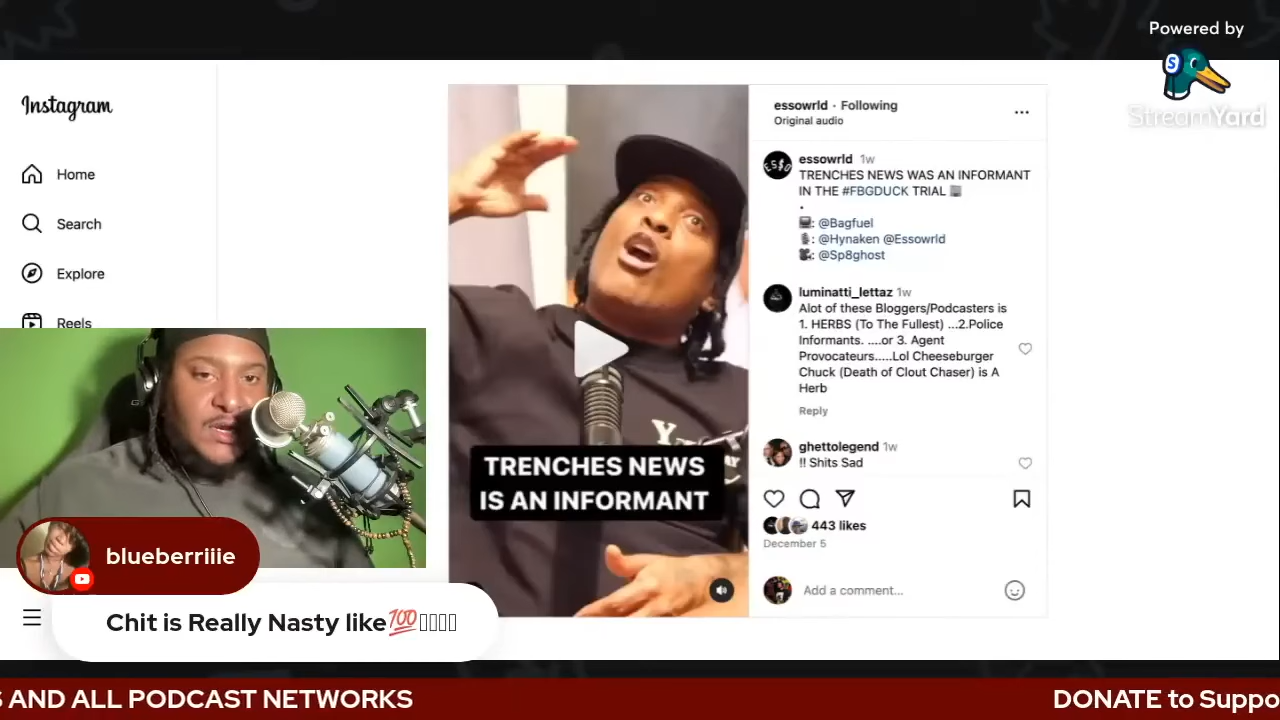 Powered by
StreamYard
Instagram
Home
Search
Explore
Reels
essowrld · Following
Original audio
essowrld 1w
TRENCHES NEWS WAS AN INFORMANT
IN THE #FBGDUCK TRIAL
: @Bagfuel
: @Hynaken @Essowrld
: @Sp8ghost
luminatti_lettaz 1w
Alot of these Bloggers/Podcasters is
1. HERBS (To The Fullest) ...2.Police
Informants. ....or 3. Agent
Provocateurs.....Lol Cheeseburger
Chuck (Death of Clout Chaser) is A
Herb
Reply
ghettolegend 1w
!! Shits Sad
443 likes
December 5
Add a comment...
TRENCHES NEWS
IS AN INFORMANT
blueberriiie
Chit is Really Nasty like💯
S AND ALL PODCAST NETWORKS
DONATE to Suppo